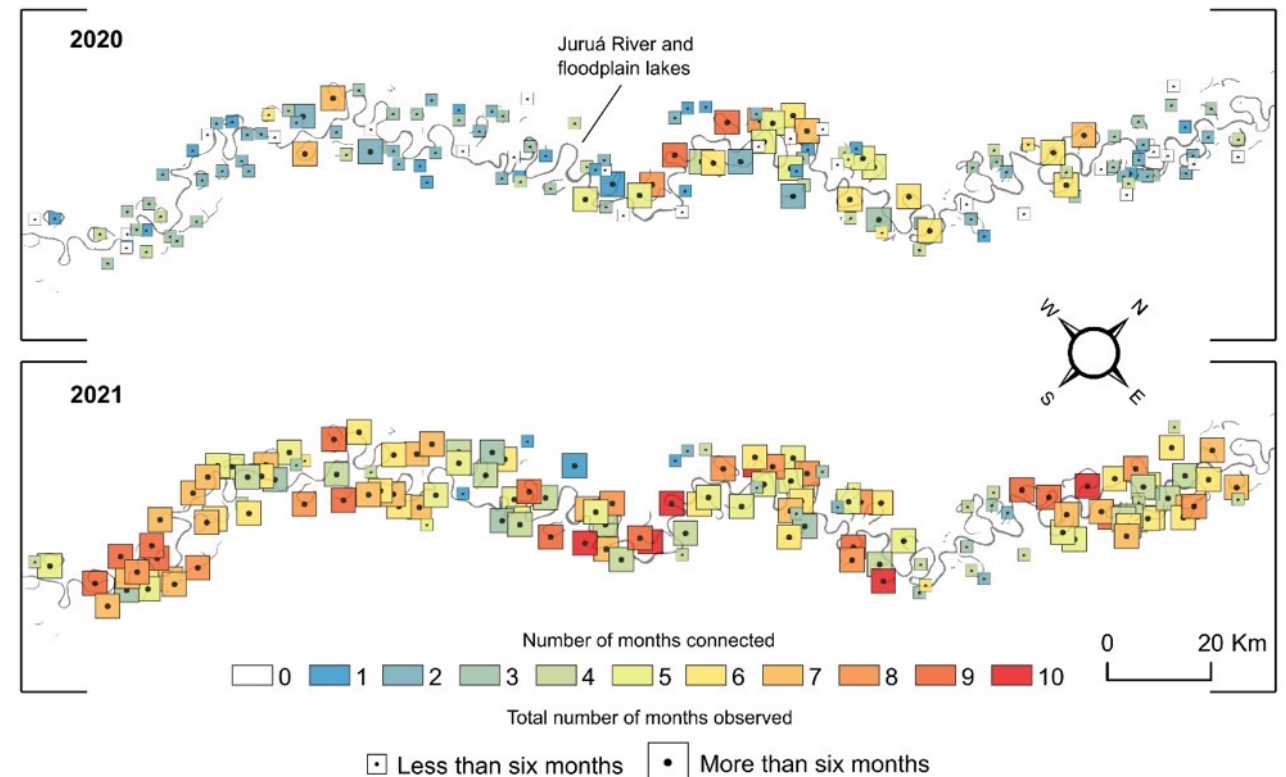 2020
Juruá River and
floodplain lakes
W N
S E
2021
Number of months connected
0 1 2 3 4 5 6 7 8 9 10
0 20 Km
Total number of months observed
Less than six months More than six months